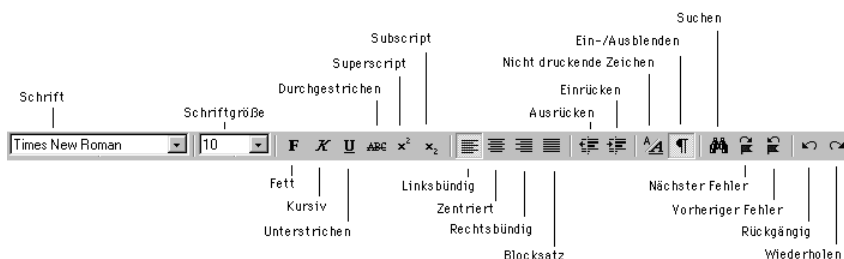 Suchen
Subscript
Ein-/Ausblenden
Superscript
Nicht druckende Zeichen
Durchgestrichen
Einrücken
Schrift
Schriftgröße
Ausrücken
Times New Roman
10
F K U ABC x² x₂
A A ¶
Fett
Linksbündig
Nächster Fehler
Kursiv
Zentriert
Vorheriger Fehler
Unterstrichen
Rechtsbündig
Rückgängig
Blocksatz
Wiederholen